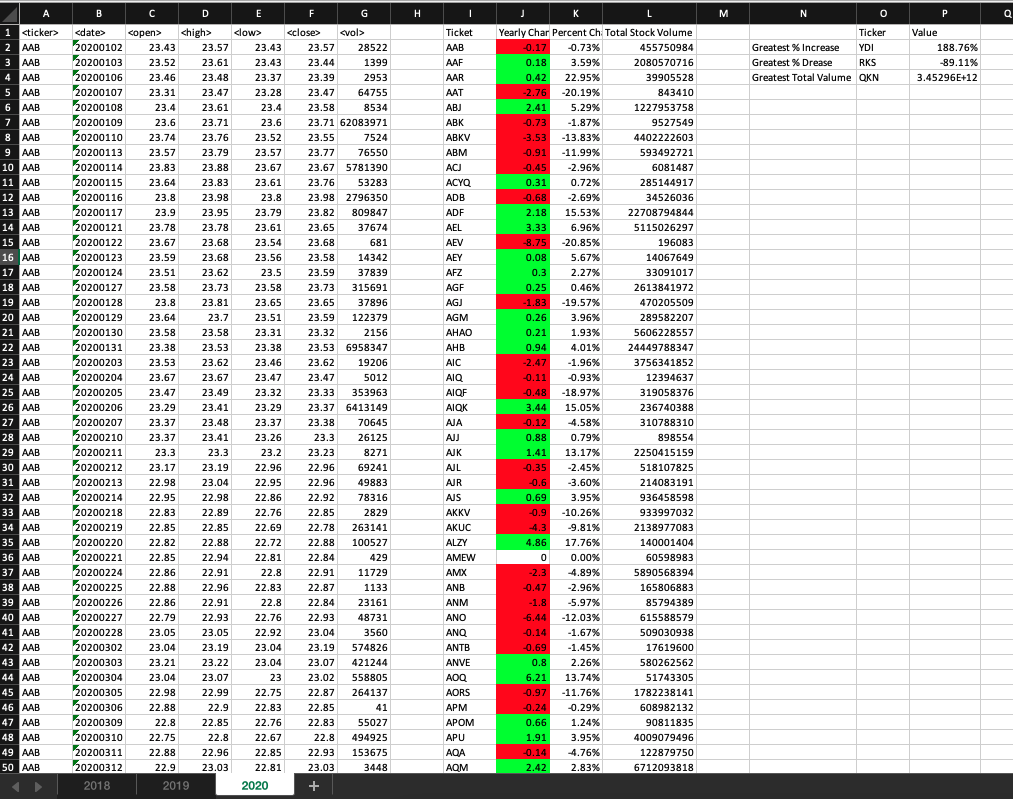 A B C D E F G H I J K L M N O P Q
1 <ticker> <date> <open> <high> <low> <close> <vol> Ticket Yearly Chan Percent Ch Total Stock Volume Ticker Value
2 AAB 20200102 23.43 23.57 23.43 23.57 28522 AAB -0.17 -0.73% 455750984 Greatest % Increase YDI 188.76%
3 AAB 20200103 23.52 23.61 23.43 23.44 1399 AAF 0.18 3.59% 2080570716 Greatest % Drease RKS -89.11%
4 AAB 20200106 23.46 23.48 23.37 23.39 2953 AAR 0.42 22.95% 39905528 Greatest Total Valume QKN 3.45296E+12
5 AAB 20200107 23.31 23.47 23.28 23.47 64755 AAT -2.76 -20.19% 843410
6 AAB 20200108 23.4 23.61 23.4 23.58 8534 ABJ 2.41 5.29% 1227953758
7 AAB 20200109 23.6 23.71 23.6 23.71 62083971 ABK -0.73 -1.87% 9527549
8 AAB 20200110 23.74 23.76 23.52 23.55 7524 ABKV -3.53 -13.83% 4402222603
9 AAB 20200113 23.57 23.79 23.57 23.77 76550 ABM -0.91 -11.99% 593492721
10 AAB 20200114 23.83 23.88 23.67 23.67 5781390 ACJ -0.45 -2.96% 6081487
11 AAB 20200115 23.64 23.83 23.61 23.76 53283 ACYQ 0.31 0.72% 285144917
12 AAB 20200116 23.8 23.98 23.8 23.98 2796350 ADB -0.68 -2.69% 34526036
13 AAB 20200117 23.9 23.95 23.79 23.82 809847 ADF 2.18 15.53% 22708794844
14 AAB 20200121 23.78 23.78 23.61 23.65 37674 AEL 3.33 6.96% 5115026297
15 AAB 20200122 23.67 23.68 23.54 23.68 681 AEV -8.75 -20.85% 196083
16 AAB 20200123 23.59 23.68 23.56 23.58 14342 AEY 0.08 5.67% 14067649
17 AAB 20200124 23.51 23.62 23.5 23.59 37839 AFZ 0.3 2.27% 33091017
18 AAB 20200127 23.58 23.73 23.58 23.73 315691 AGF 0.25 0.46% 2613841972
19 AAB 20200128 23.8 23.81 23.65 23.65 37896 AGJ -1.83 -19.57% 470205509
20 AAB 20200129 23.64 23.7 23.51 23.59 122379 AGM 0.26 3.96% 289582207
21 AAB 20200130 23.58 23.58 23.31 23.32 2156 AHAO 0.21 1.93% 5606228557
22 AAB 20200131 23.38 23.53 23.38 23.53 6958347 AHB 0.94 4.01% 24449788347
23 AAB 20200203 23.53 23.62 23.46 23.62 19206 AIC -2.47 -1.96% 3756341852
24 AAB 20200204 23.67 23.67 23.47 23.47 5012 AIQ -0.11 -0.93% 12394637
25 AAB 20200205 23.47 23.49 23.32 23.33 353963 AIQF -0.48 -18.97% 319058376
26 AAB 20200206 23.29 23.41 23.29 23.37 6413149 AIQK 3.44 15.05% 236740388
27 AAB 20200207 23.37 23.48 23.37 23.38 70645 AJA -0.12 -4.58% 310788310
28 AAB 20200210 23.37 23.41 23.26 23.3 26125 AJJ 0.88 0.79% 898554
29 AAB 20200211 23.3 23.3 23.2 23.23 8271 AJK 1.41 13.17% 2250415159
30 AAB 20200212 23.17 23.19 22.96 22.96 69241 AJL -0.35 -2.45% 518107825
31 AAB 20200213 22.98 23.04 22.95 22.96 49883 AJR -0.6 -3.60% 214083191
32 AAB 20200214 22.95 22.98 22.86 22.92 78316 AJS 0.69 3.95% 936458598
33 AAB 20200218 22.83 22.89 22.76 22.85 2829 AKKV -0.9 -10.26% 933997032
34 AAB 20200219 22.85 22.85 22.69 22.78 263141 AKUC -4.3 -9.81% 2138977083
35 AAB 20200220 22.82 22.88 22.72 22.88 100527 ALZY 4.86 17.76% 140001404
36 AAB 20200221 22.85 22.94 22.81 22.84 429 AMEW 0 0.00% 60598983
37 AAB 20200224 22.86 22.91 22.8 22.91 11729 AMX -2.3 -4.89% 5890568394
38 AAB 20200225 22.88 22.96 22.83 22.87 1133 ANB -0.47 -2.96% 165806883
39 AAB 20200226 22.86 22.91 22.8 22.84 23161 ANM -1.8 -5.97% 85794389
40 AAB 20200227 22.79 22.93 22.76 22.93 48731 ANO -6.44 -12.03% 615588579
41 AAB 20200228 23.05 23.05 22.92 23.04 3560 ANQ -0.14 -1.67% 509030938
42 AAB 20200302 23.04 23.19 23.04 23.19 574826 ANTB -0.69 -1.45% 17619600
43 AAB 20200303 23.21 23.22 23.04 23.07 421244 ANVE 0.8 2.26% 580262562
44 AAB 20200304 23.04 23.07 23 23.02 558805 AOQ 6.21 13.74% 51743305
45 AAB 20200305 22.98 22.99 22.75 22.87 264137 AORS -0.97 -11.76% 1782238141
46 AAB 20200306 22.88 22.9 22.83 22.85 41 APM -0.24 -0.29% 608982132
47 AAB 20200309 22.8 22.85 22.76 22.83 55027 APOM 0.66 1.24% 90811835
48 AAB 20200310 22.75 22.8 22.67 22.8 494925 APU 1.91 3.95% 4009079496
49 AAB 20200311 22.88 22.96 22.85 22.93 153675 AQA -0.14 -4.76% 122879750
50 AAB 20200312 22.9 23.03 22.81 23.03 3448 AQM 2.42 2.83% 6712093818
2018 2019 2020 +